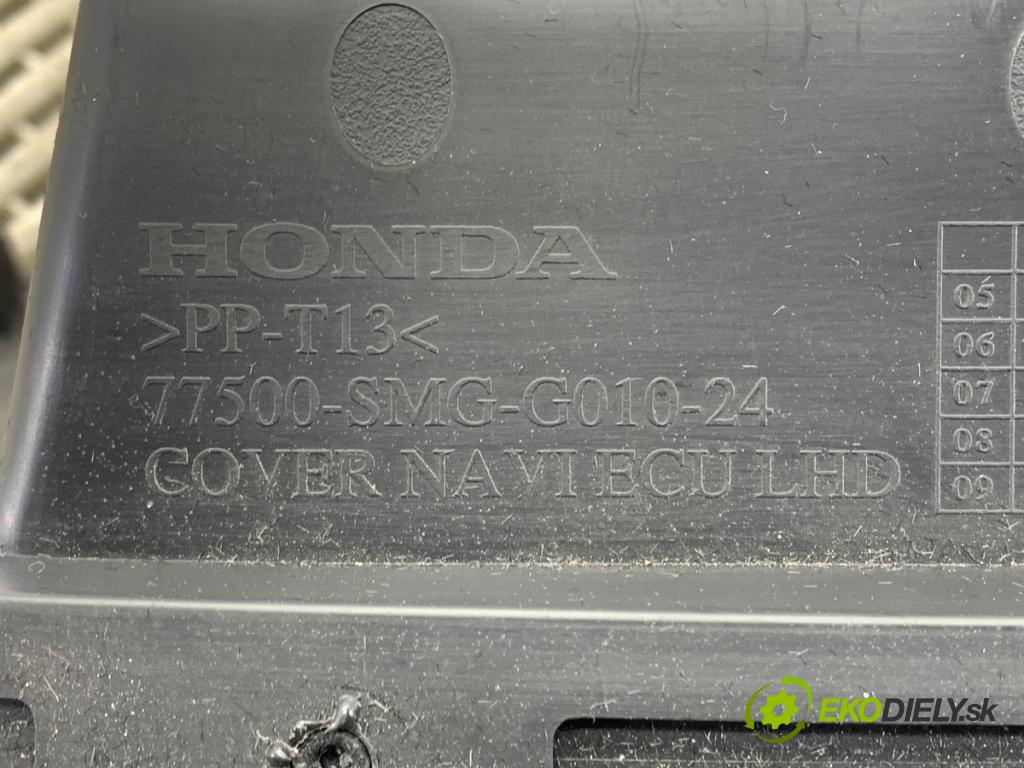 HONDA
>PP-T13<
77500-SMG-G010-24
COVER NAVI ECU LHD
05
06
07
08
09
EKODIELY.sk